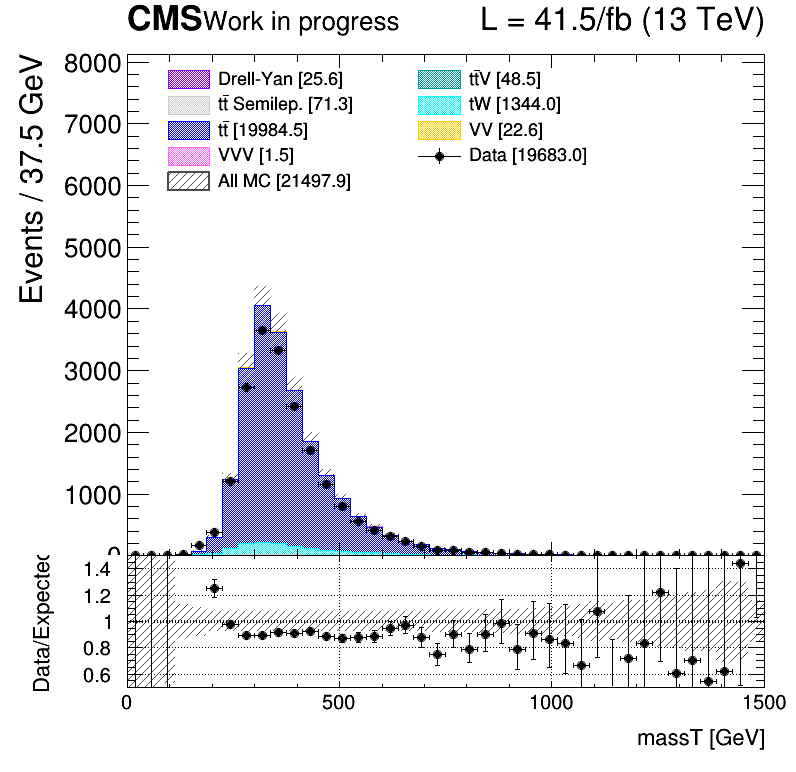 CMS Work in progress L = 41.5/fb (13 TeV)
Events / 37.5 GeV
8000
7000
6000
5000
4000
3000
2000
1000
0
Drell-Yan [25.6]
tt̄ Semilep. [71.3]
tt̄ [19984.5]
VVV [1.5]
All MC [21497.9]
tt̄V [48.5]
tW [1344.0]
VV [22.6]
Data [19683.0]
Data/Expected
1.4
1.2
1
0.8
0.6
0 500 1000 1500
massT [GeV]